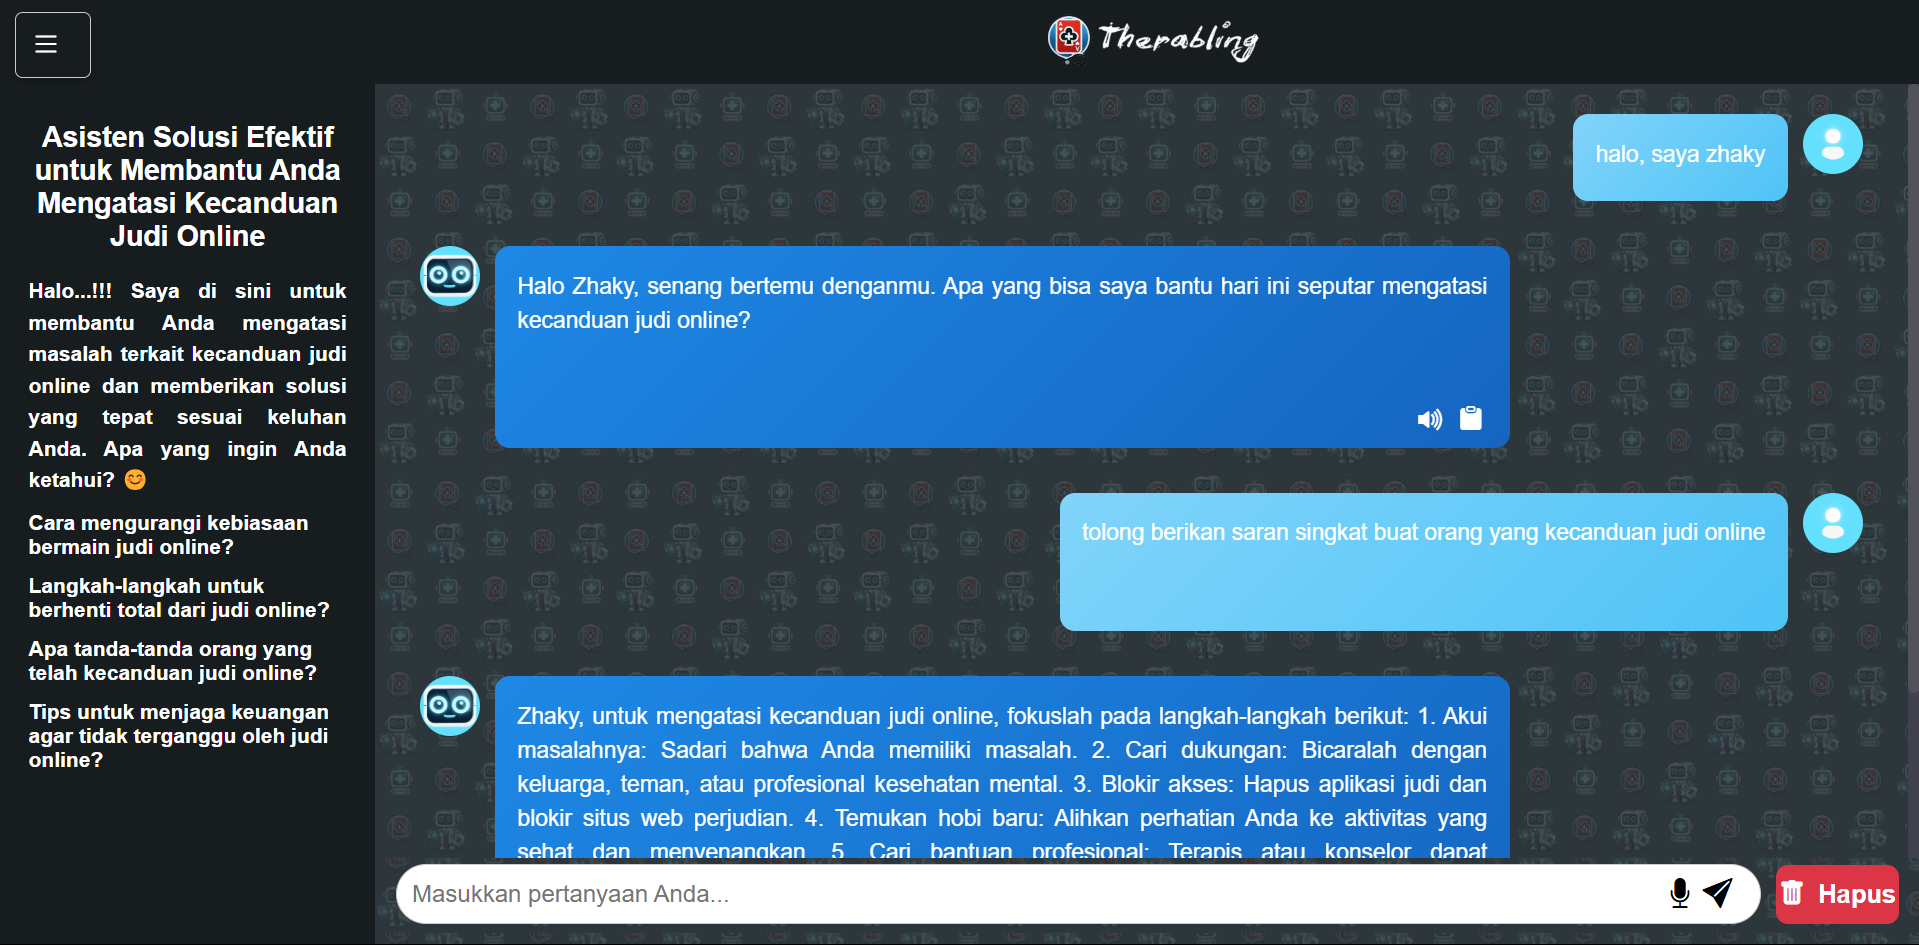 Therabling
Asisten Solusi Efektif
untuk Membantu Anda
Mengatasi Kecanduan
Judi Online
Halo...!!! Saya di sini untuk
membantu Anda mengatasi
masalah terkait kecanduan judi
online dan memberikan solusi
yang tepat sesuai keluhan
Anda. Apa yang ingin Anda
ketahui? 😊
Cara mengurangi kebiasaan
bermain judi online?
Langkah-langkah untuk
berhenti total dari judi online?
Apa tanda-tanda orang yang
telah kecanduan judi online?
Tips untuk menjaga keuangan
agar tidak terganggu oleh judi
online?
halo, saya zhaky
Halo Zhaky, senang bertemu denganmu. Apa yang bisa saya bantu hari ini seputar mengatasi
kecanduan judi online?
tolong berikan saran singkat buat orang yang kecanduan judi online
Zhaky, untuk mengatasi kecanduan judi online, fokuslah pada langkah-langkah berikut: 1. Akui
masalahnya: Sadari bahwa Anda memiliki masalah. 2. Cari dukungan: Bicaralah dengan
keluarga, teman, atau profesional kesehatan mental. 3. Blokir akses: Hapus aplikasi judi dan
blokir situs web perjudian. 4. Temukan hobi baru: Alihkan perhatian Anda ke aktivitas yang
sehat dan menyenangkan. 5. Cari bantuan profesional: Terapis atau konselor dapat
Masukkan pertanyaan Anda...
Hapus